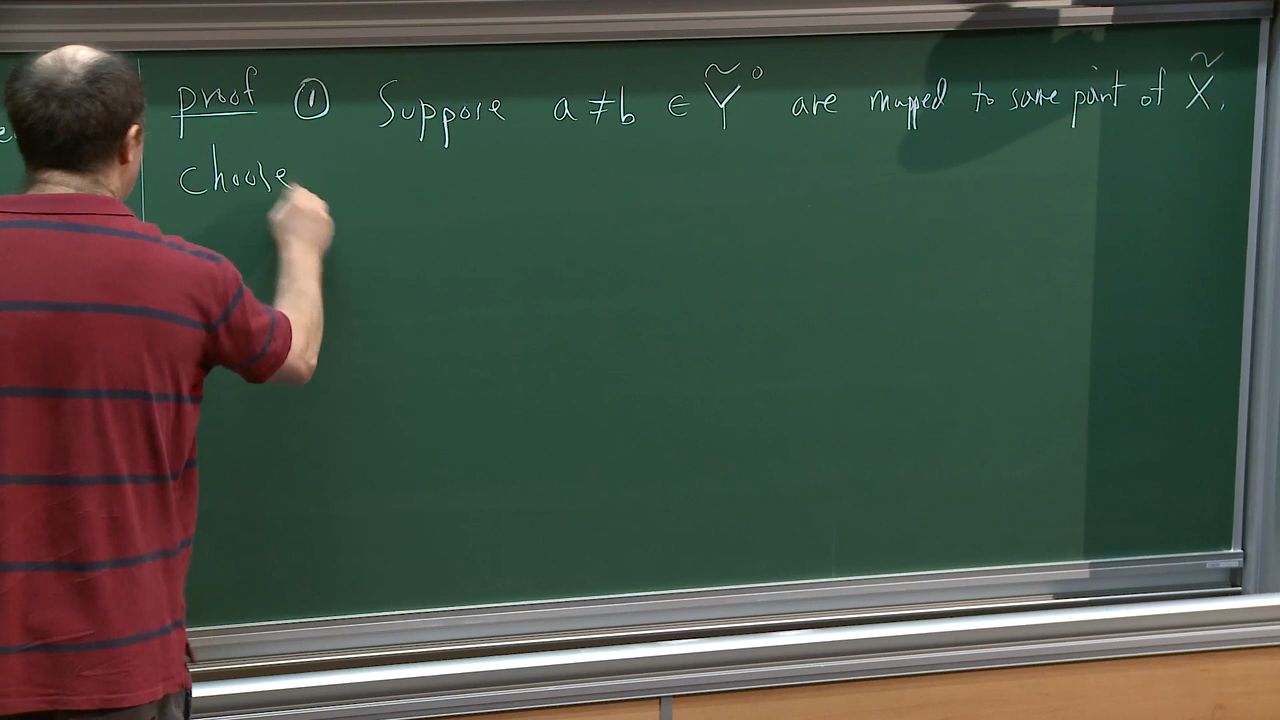 proof ① Suppose a ≠ b ∈ Ỹ° are mapped to same point of X̃.
choose